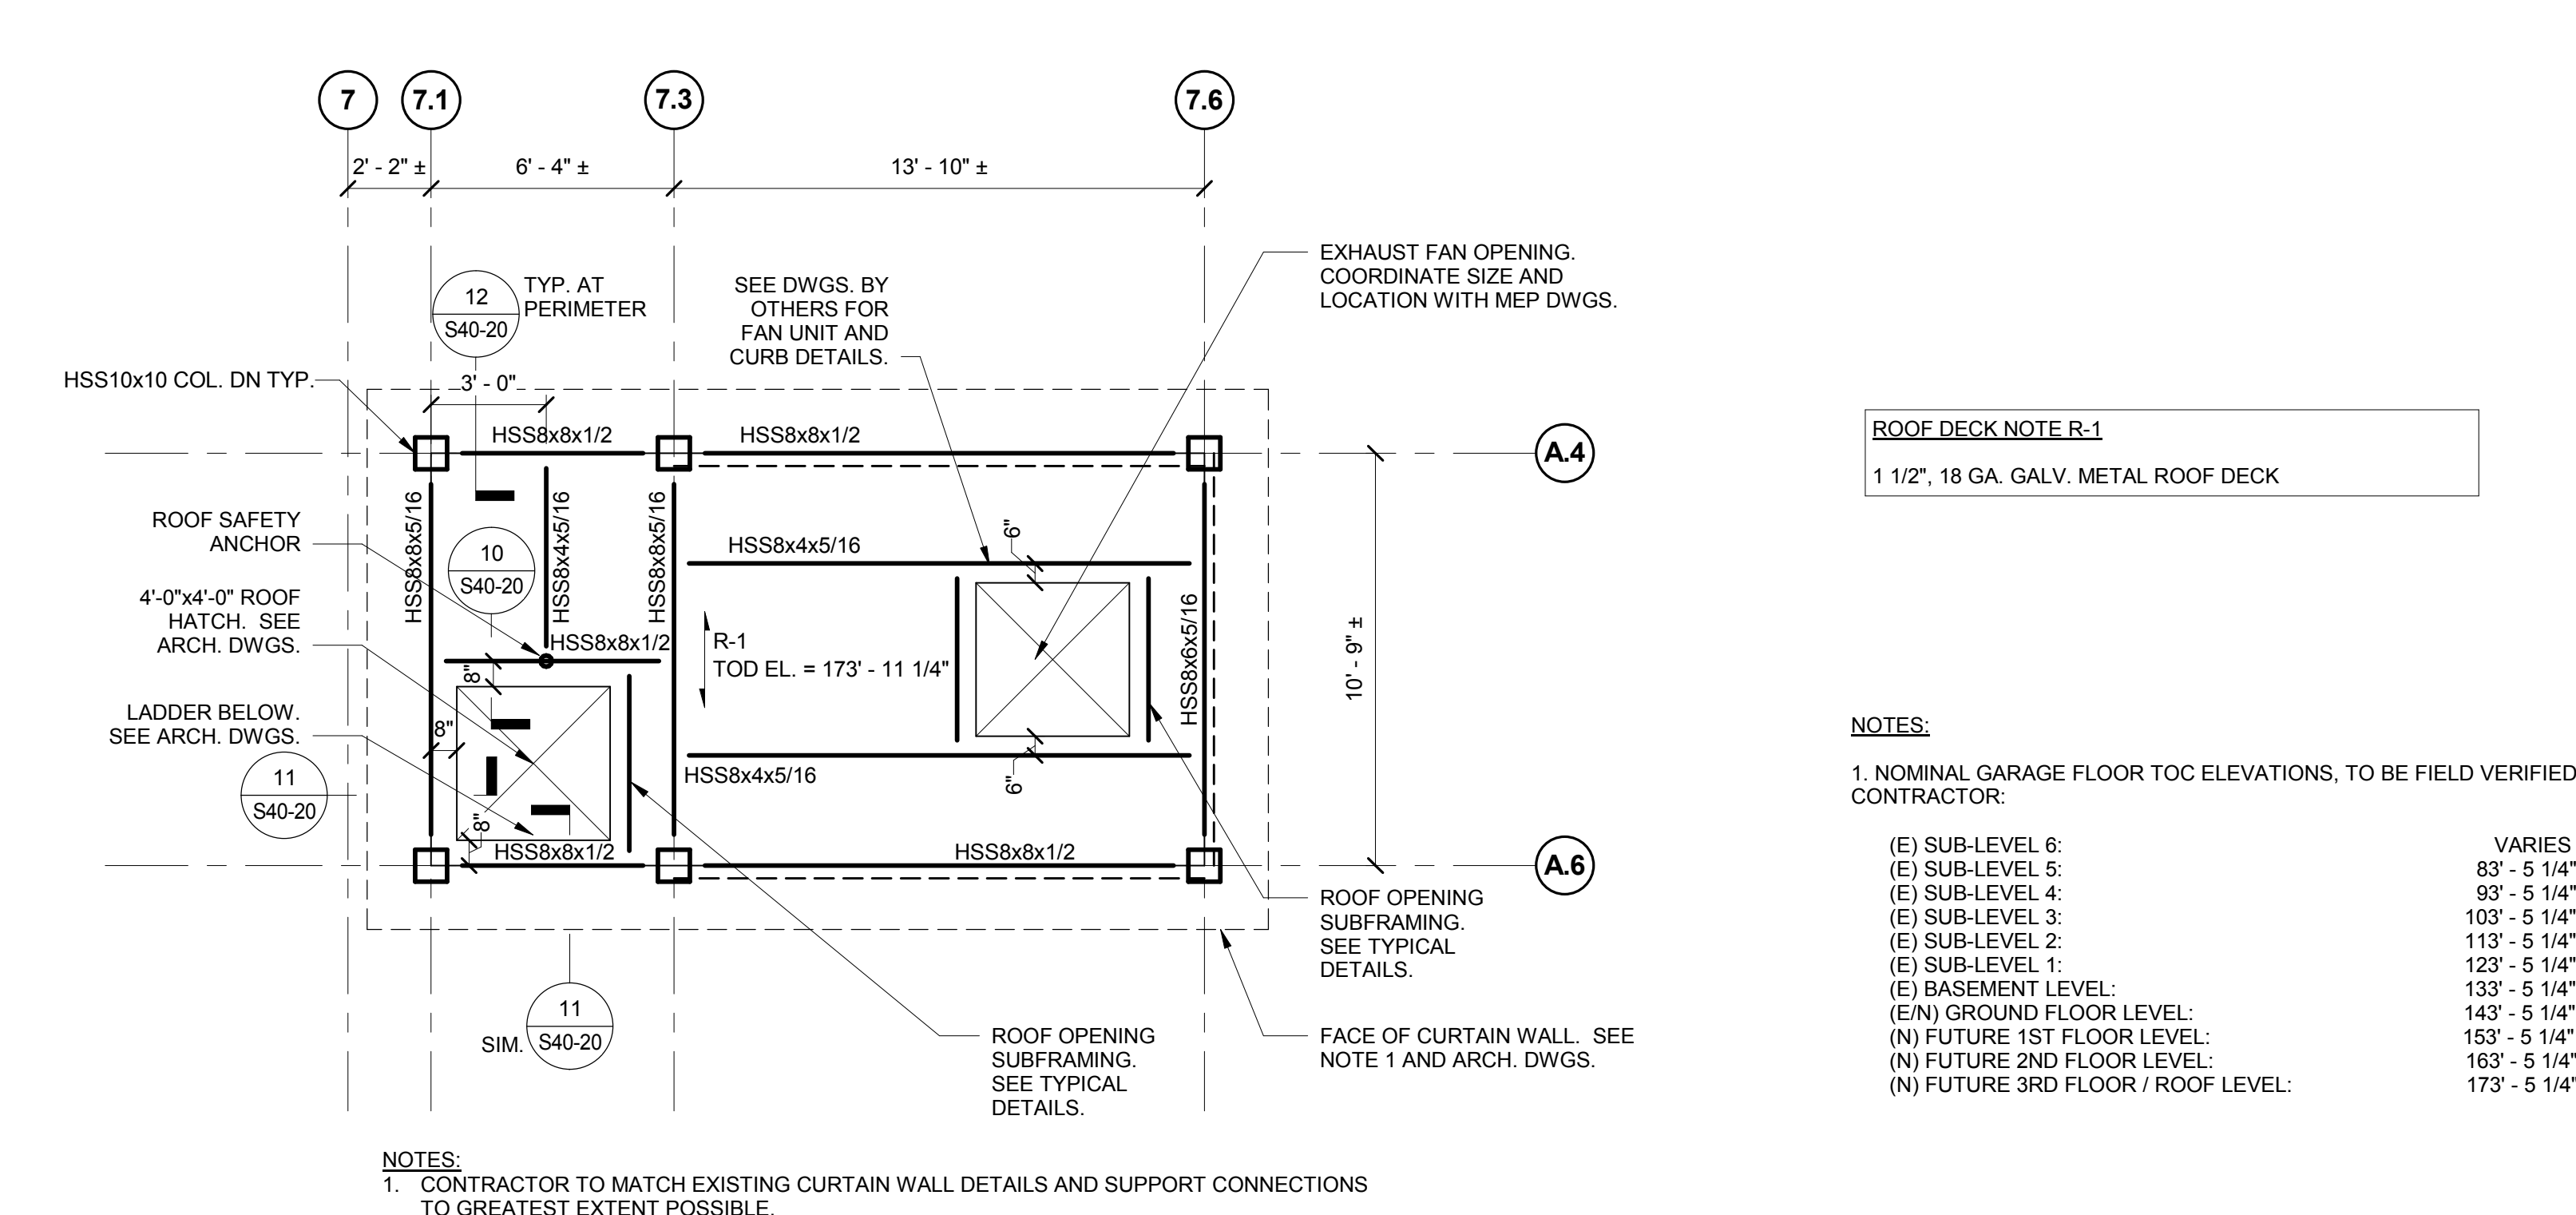 7 7.1 7.3 7.6
2' - 2" ± 6' - 4" ± 13' - 10" ±
12
S40-20
TYP. AT
PERIMETER
SEE DWGS. BY
OTHERS FOR
FAN UNIT AND
CURB DETAILS.
EXHAUST FAN OPENING.
COORDINATE SIZE AND
LOCATION WITH MEP DWGS.
HSS10x10 COL. DN TYP.
3' - 0"
HSS8x8x1/2
HSS8x8x1/2
A.4
HSS8x8x5/16
HSS8x4x5/16
HSS8x8x5/16
ROOF SAFETY
ANCHOR
10
S40-20
HSS8x4x5/16
6"
4'-0"x4'-0" ROOF
HATCH. SEE
ARCH. DWGS.
HSS8x8x1/2
R-1
TOD EL. = 173' - 11 1/4"
HSS8x6x5/16
10' - 9" ±
8"
LADDER BELOW.
SEE ARCH. DWGS.
8"
11
S40-20
HSS8x4x5/16
6"
8"
HSS8x8x1/2
HSS8x8x1/2
A.6
ROOF OPENING
SUBFRAMING.
SEE TYPICAL
DETAILS.
11
S40-20
SIM.
ROOF OPENING
SUBFRAMING.
SEE TYPICAL
DETAILS.
FACE OF CURTAIN WALL. SEE
NOTE 1 AND ARCH. DWGS.
NOTES:
1. CONTRACTOR TO MATCH EXISTING CURTAIN WALL DETAILS AND SUPPORT CONNECTIONS
TO GREATEST EXTENT POSSIBLE.
ROOF DECK NOTE R-1
1 1/2", 18 GA. GALV. METAL ROOF DECK
NOTES:
1. NOMINAL GARAGE FLOOR TOC ELEVATIONS, TO BE FIELD VERIFIED
CONTRACTOR:
(E) SUB-LEVEL 6: VARIES
(E) SUB-LEVEL 5: 83' - 5 1/4"
(E) SUB-LEVEL 4: 93' - 5 1/4"
(E) SUB-LEVEL 3: 103' - 5 1/4"
(E) SUB-LEVEL 2: 113' - 5 1/4"
(E) SUB-LEVEL 1: 123' - 5 1/4"
(E) BASEMENT LEVEL: 133' - 5 1/4"
(E/N) GROUND FLOOR LEVEL: 143' - 5 1/4"
(N) FUTURE 1ST FLOOR LEVEL: 153' - 5 1/4"
(N) FUTURE 2ND FLOOR LEVEL: 163' - 5 1/4"
(N) FUTURE 3RD FLOOR / ROOF LEVEL: 173' - 5 1/4"